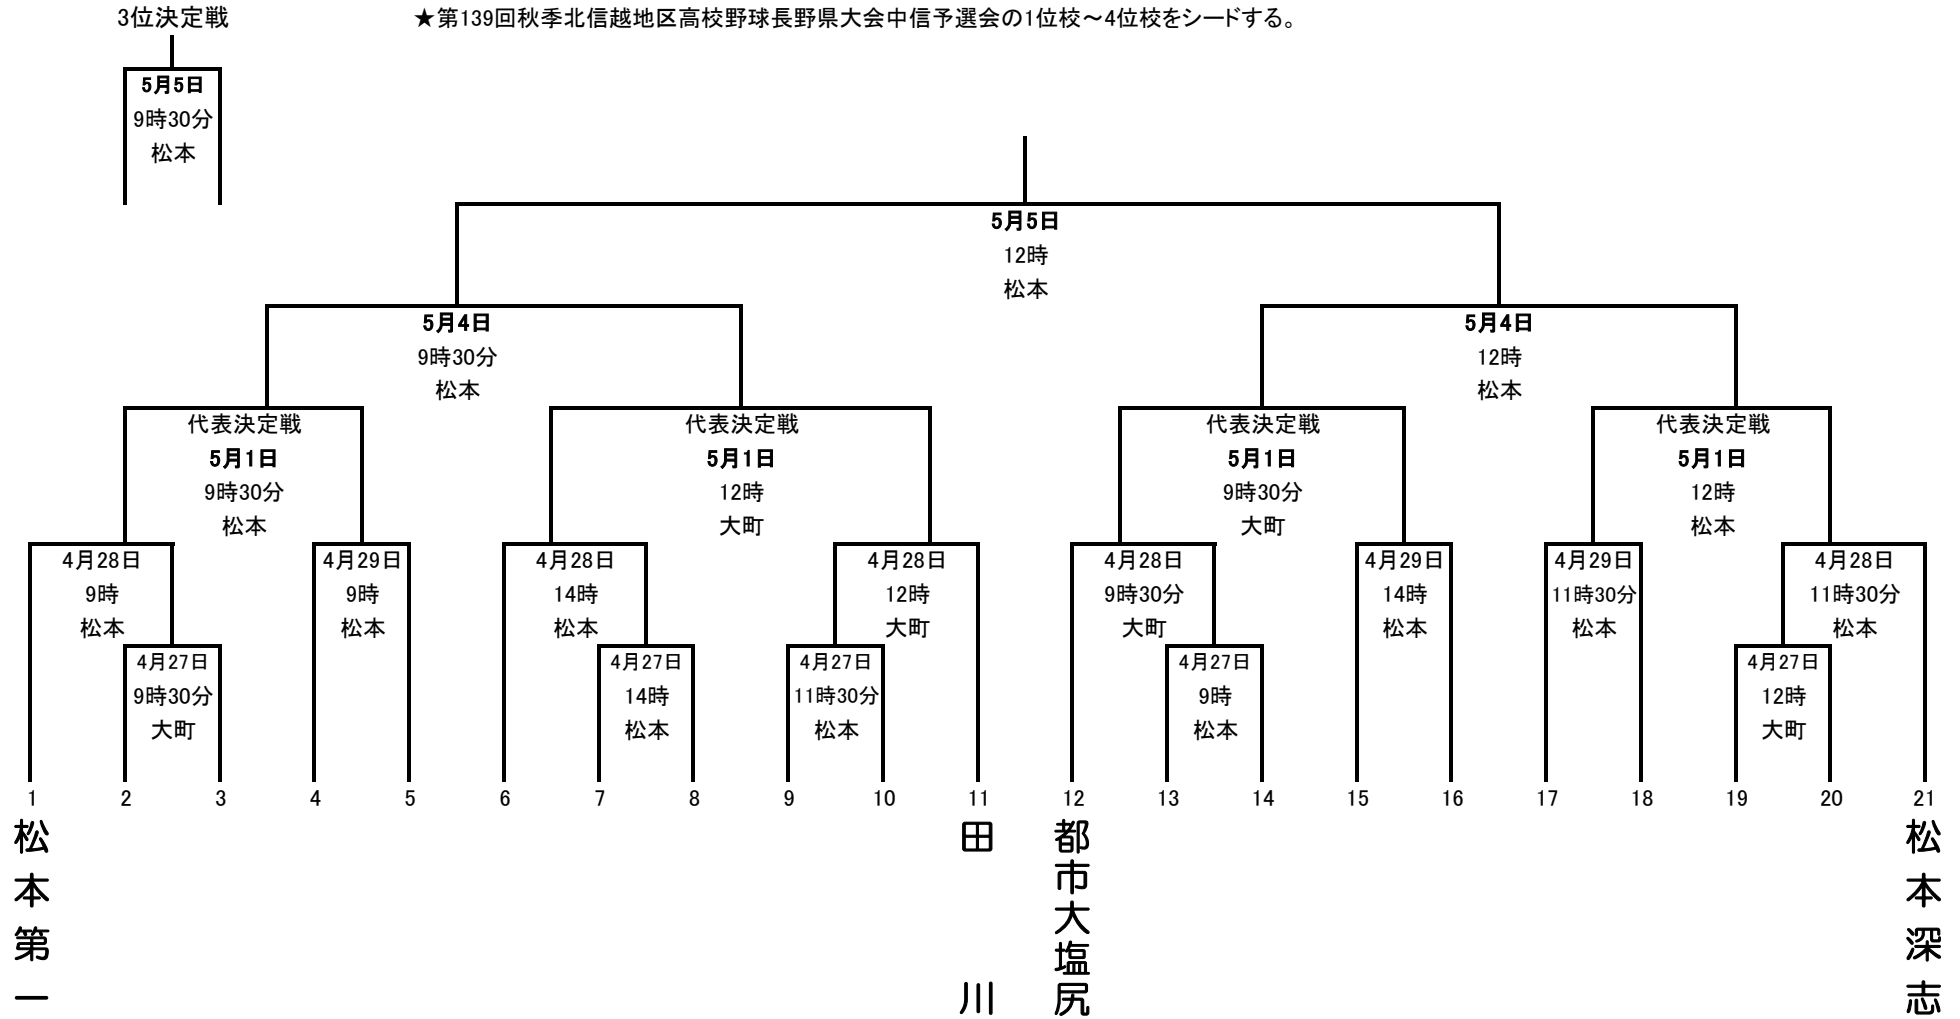 3位決定戦
★第139回秋季北信越地区高校野球長野県大会中信予選会の1位校～4位校をシードする。
5月5日
9時30分
松本
5月5日
12時
松本
5月4日
9時30分
松本
5月4日
12時
松本
代表決定戦
5月1日
9時30分
松本
代表決定戦
5月1日
12時
大町
代表決定戦
5月1日
9時30分
大町
代表決定戦
5月1日
12時
松本
4月28日
9時
松本
4月29日
9時
松本
4月28日
14時
松本
4月28日
12時
大町
4月28日
9時30分
大町
4月29日
14時
松本
4月29日
11時30分
松本
4月28日
11時30分
松本
4月27日
9時30分
大町
4月27日
14時
松本
4月27日
11時30分
松本
4月27日
9時
松本
4月27日
12時
大町
1 2 3 4 5 6 7 8 9 10 11 12 13 14 15 16 17 18 19 20 21
松本第一
田川
都市大塩尻
松本深志